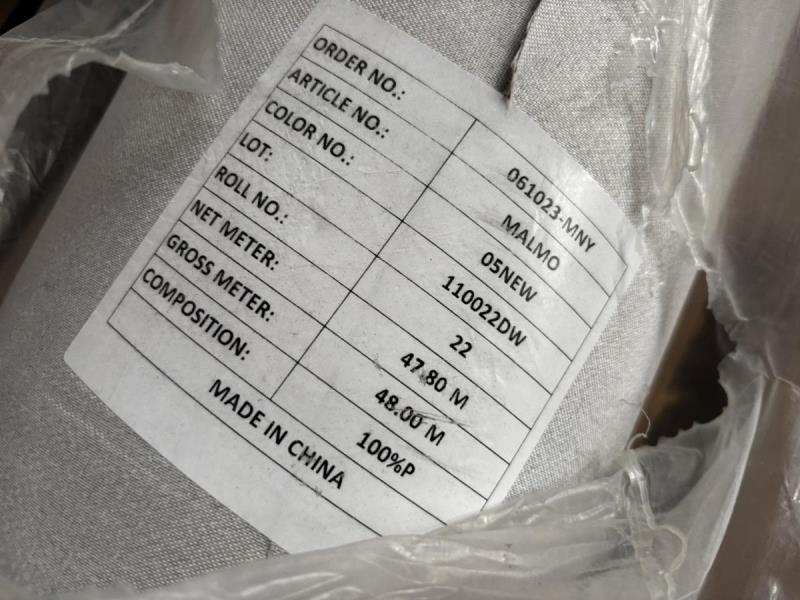 ORDER NO.: 061023-MNY
ARTICLE NO.: MALMO
COLOR NO.: 05NEW
LOT: 110022DW
ROLL NO.: 22
NET METER: 47.80 M
GROSS METER: 48.00 M
COMPOSITION: 100%P
MADE IN CHINA